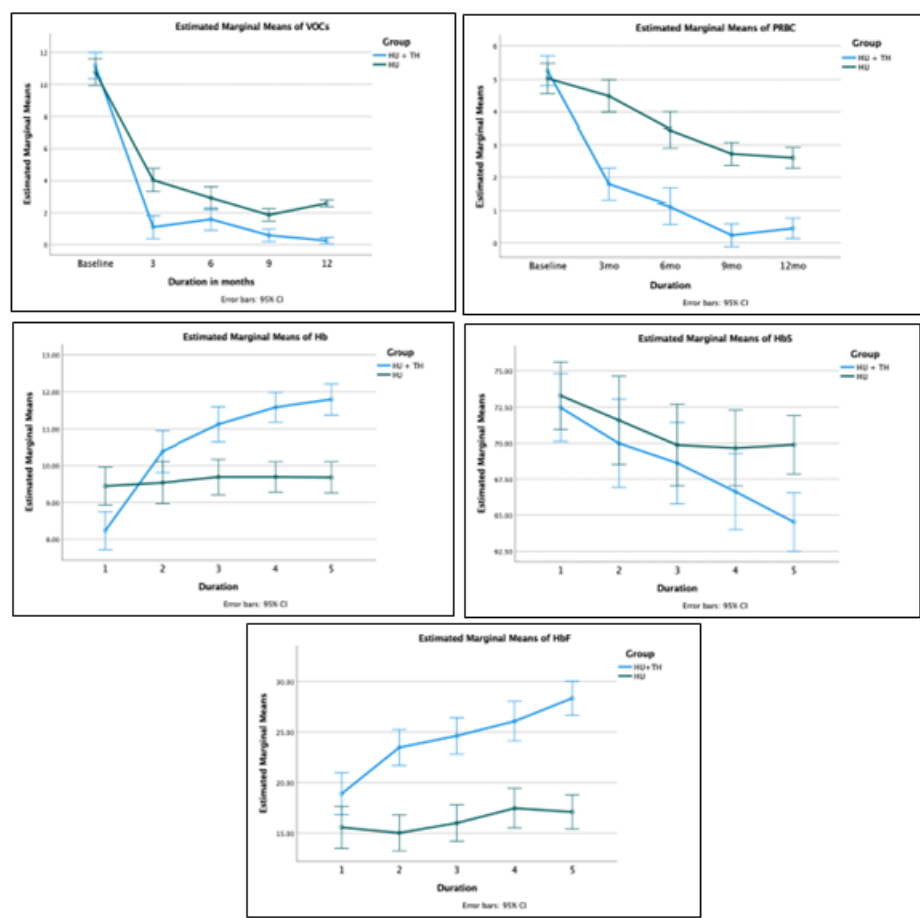 Estimated Marginal Means of VOCs
Group
HU + TH
HU
Estimated Marginal Means
12
10
8
6
4
2
0
Baseline 3 6 9 12
Duration in months
Error bars: 95% CI
Estimated Marginal Means of PRBC
Group
HU + TH
HU
Estimated Marginal Means
6
5
4
3
2
1
0
Baseline 3mo 6mo 9mo 12mo
Duration
Error bars: 95% CI
Estimated Marginal Means of Hb
Group
HU + TH
HU
Estimated Marginal Means
13.00
12.00
11.00
10.00
9.00
8.00
1 2 3 4 5
Duration
Error bars: 95% CI
Estimated Marginal Means of HbS
Group
HU + TH
HU
Estimated Marginal Means
75.00
72.50
70.00
67.50
65.00
62.50
1 2 3 4 5
Duration
Error bars: 95% CI
Estimated Marginal Means of HbF
Group
HU+TH
HU
Estimated Marginal Means
30.00
25.00
20.00
15.00
1 2 3 4 5
Duration
Error bars: 95% CI